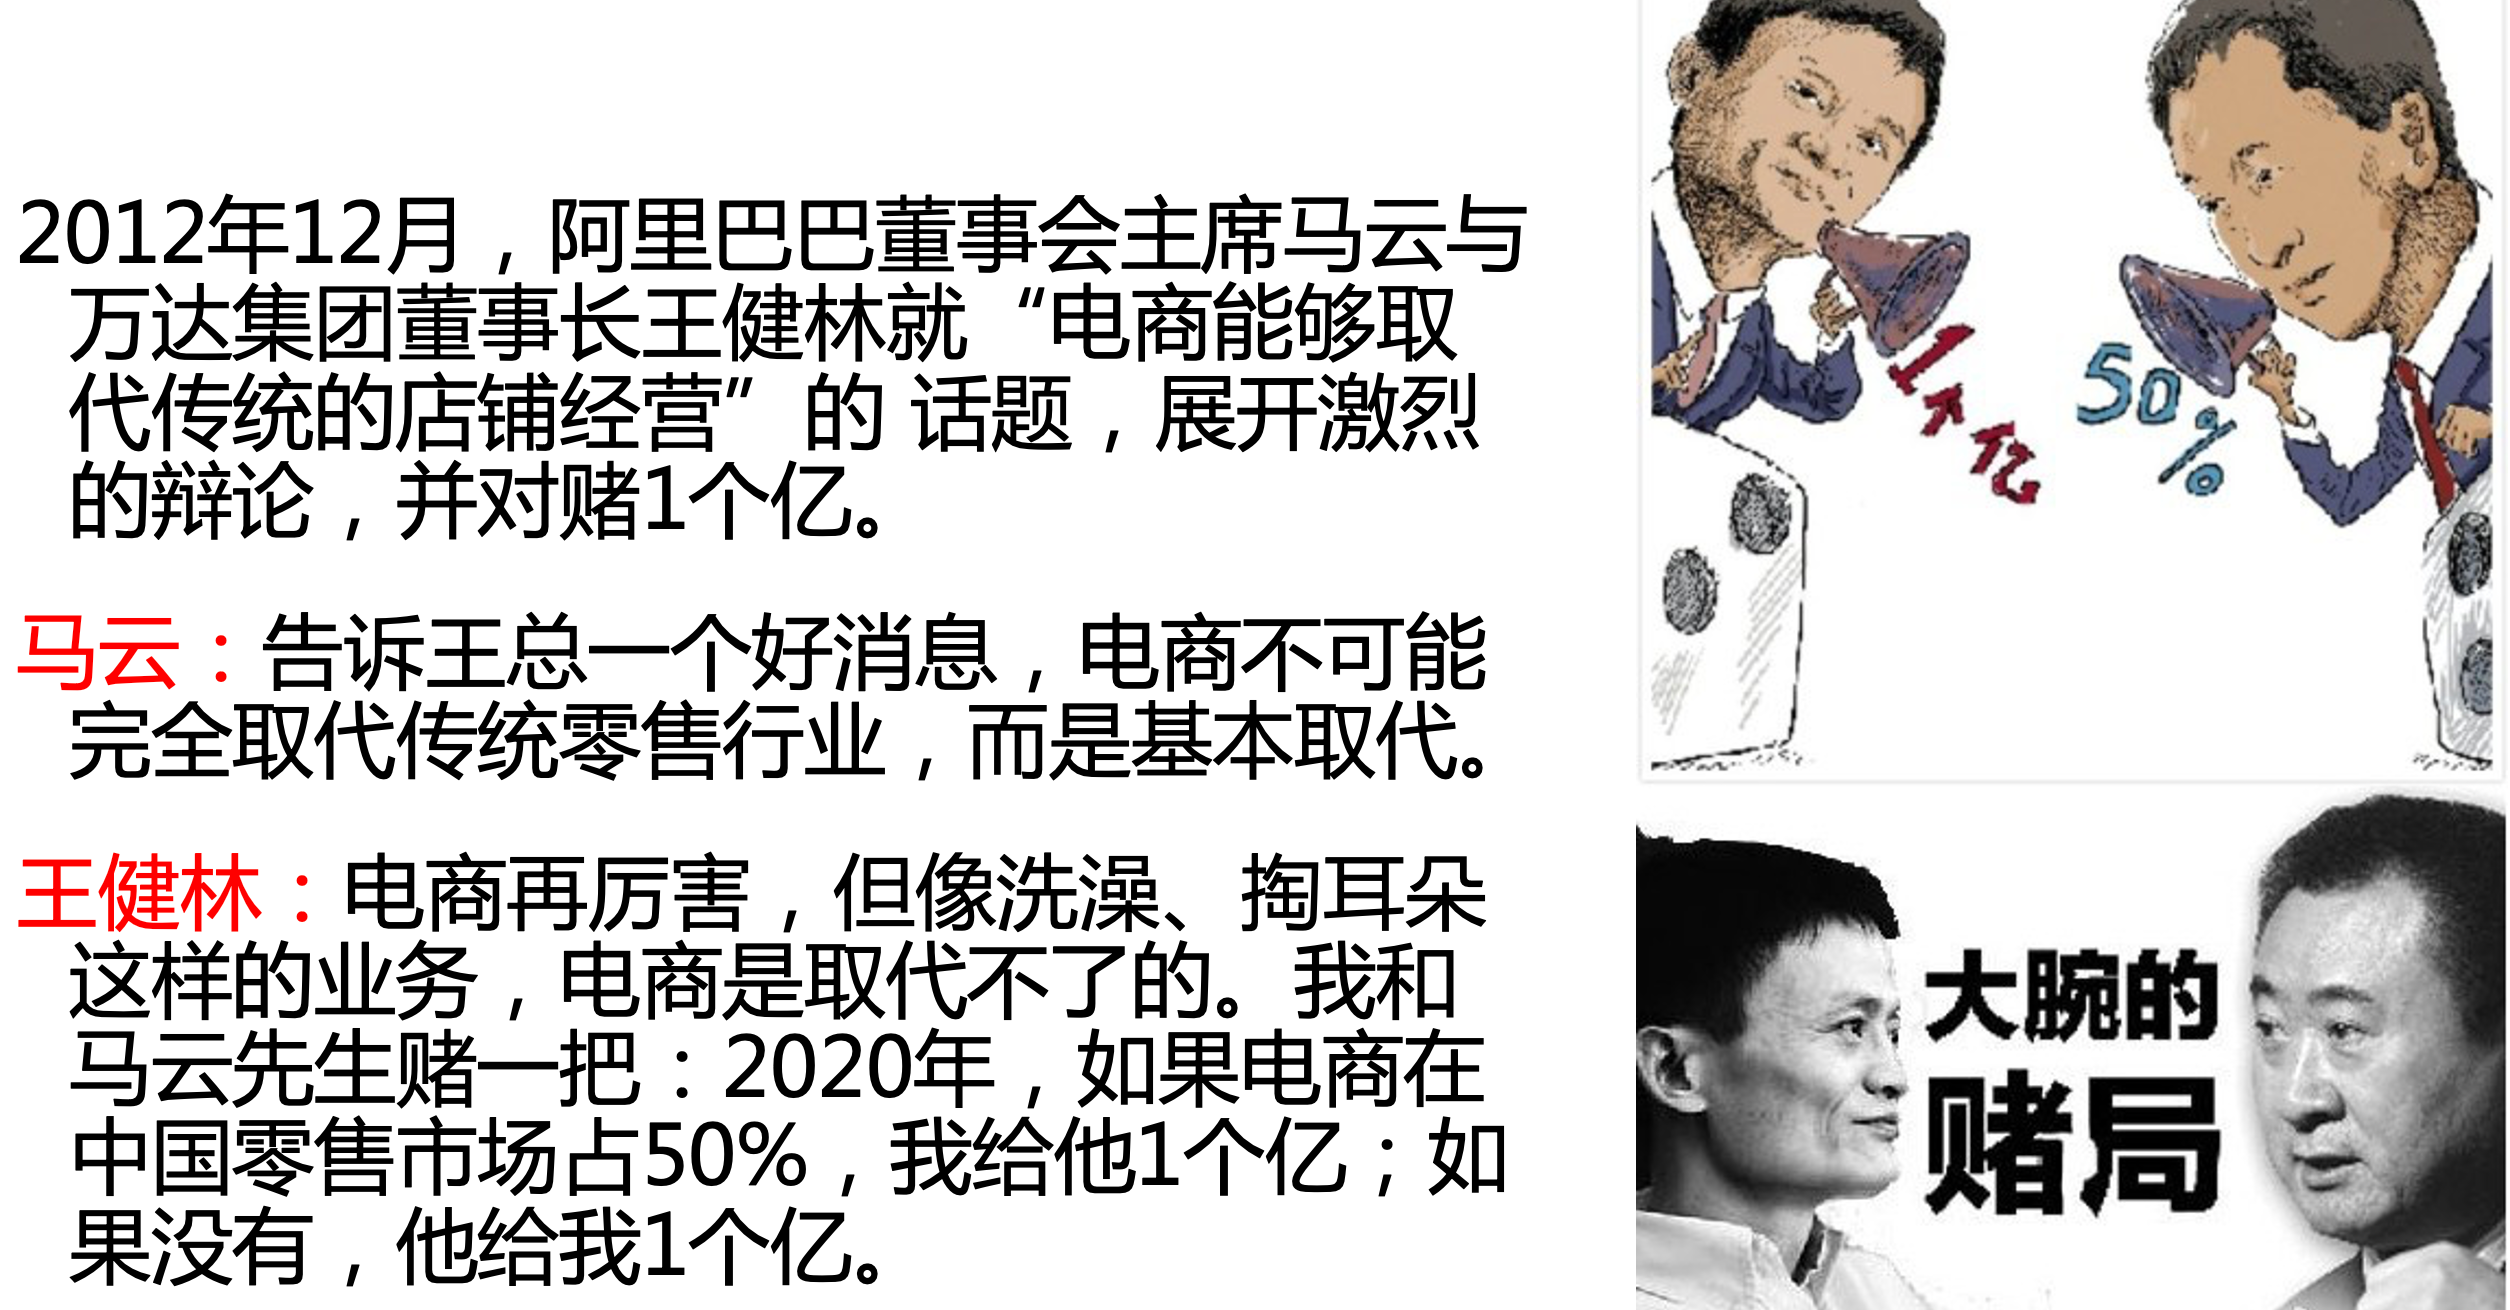 2012年12月，阿里巴巴董事会主席马云与
万达集团董事长王健林就 “电商能够取
代传统的店铺经营” 的 话题，展开激烈
的辩论，并对赌1个亿。
马云：告诉王总一个好消息，电商不可能
完全取代传统零售行业，而是基本取代。
王健林：电商再厉害，但像洗澡、掏耳朵
这样的业务，电商是取代不了的。我和
马云先生赌一把：2020年，如果电商在
中国零售市场占50%，我给他1个亿；如
果没有，他给我1个亿。
1个亿
50%
大腕的
赌局